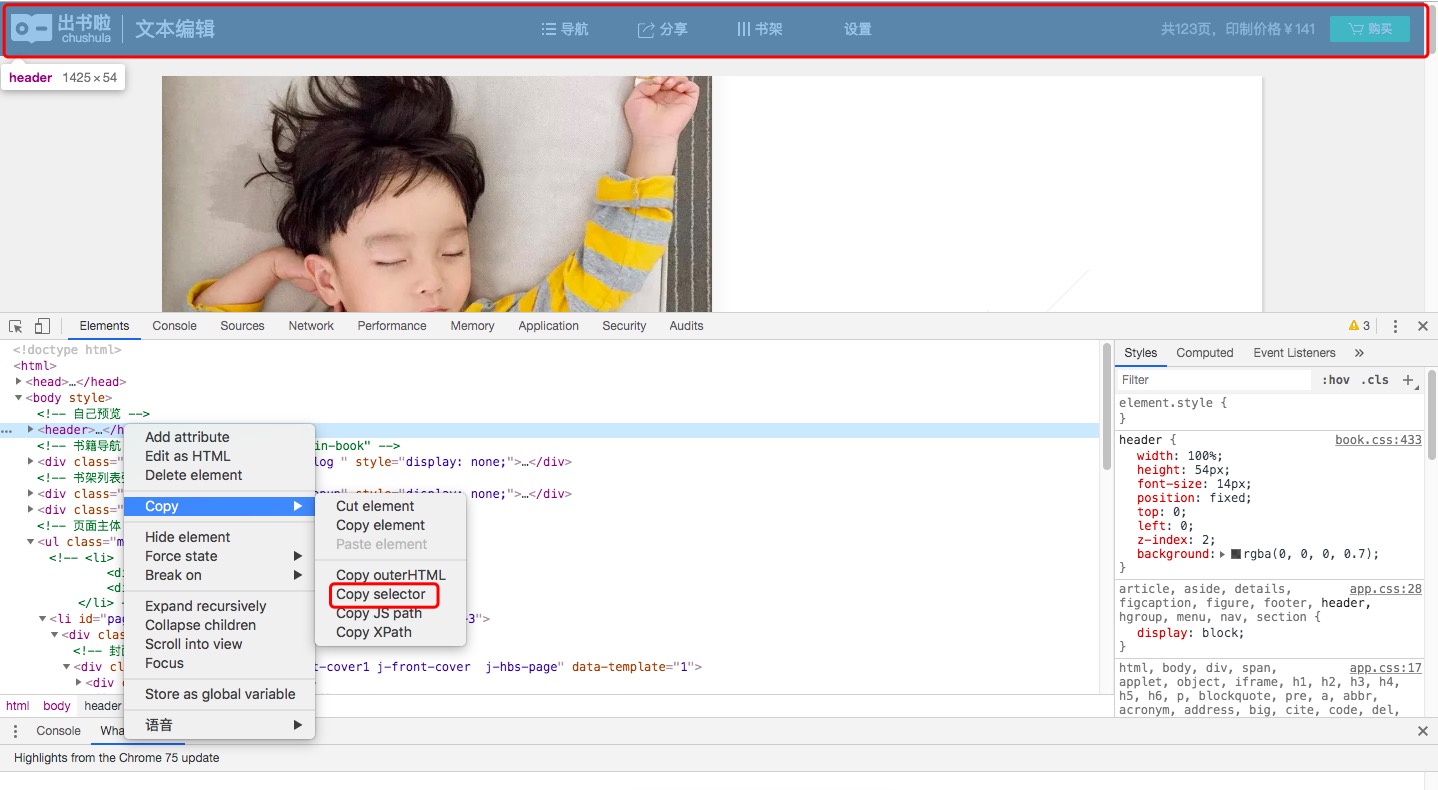 出书啦
chushula
文本编辑
导航
分享
书架
设置
共123页，印制价格￥141
购买
header 1425 × 54
Elements Console Sources Network Performance Memory Application Security Audits 3
<!doctype html>
<html>
<head>…</head>
<body style>
<!-- 自己预览 -->
<header>…</h
<!-- 书籍导航 in-book" -->
<div class=" log " style="display: none;">…</div>
<!-- 书架列表
<div class=" style="display: none;">…</div>
<div class=
<!-- 页面主体
<ul class="m
<!-- <li>
<di
<di
</li>
<li id="pag -3">
<div clas
<!-- 封
<div cl t-cover1 j-front-cover j-hbs-page" data-template="1">
<div c
html body header
Add attribute
Edit as HTML
Delete element
Copy
Hide element
Force state
Break on
Expand recursively
Collapse children
Scroll into view
Focus
Store as global variable
语音
Cut element
Copy element
Paste element
Copy outerHTML
Copy selector
Copy JS path
Copy XPath
Styles Computed Event Listeners »
Filter :hov .cls +
element.style {
}
header { book.css:433
width: 100%;
height: 54px;
font-size: 14px;
position: fixed;
top: 0;
left: 0;
z-index: 2;
background: rgba(0, 0, 0, 0.7);
}
article, aside, details, app.css:28
figcaption, figure, footer, header,
hgroup, menu, nav, section {
display: block;
}
html, body, div, span, app.css:17
applet, object, iframe, h1, h2, h3, h4,
h5, h6, p, blockquote, pre, a, abbr,
acronym, address, big, cite, code, del,
Console Wha
Highlights from the Chrome 75 update